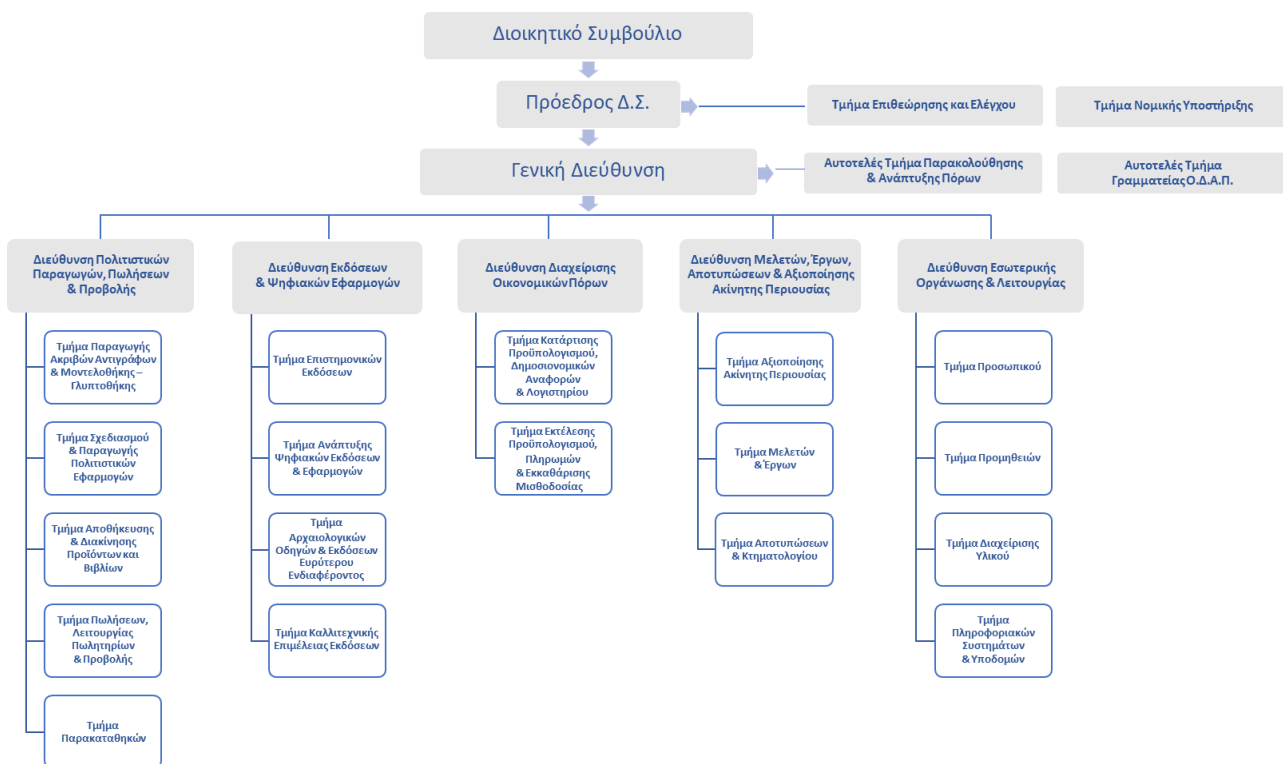 Διοικητικό Συμβούλιο
Πρόεδρος Δ.Σ.
Τμήμα Επιθεώρησης και Ελέγχου
Τμήμα Νομικής Υποστήριξης
Γενική Διεύθυνση
Αυτοτελές Τμήμα Παρακολούθησης
& Ανάπτυξης Πόρων
Αυτοτελές Τμήμα
Γραμματείας Ο.Δ.Α.Π.
Διεύθυνση Πολιτιστικών
Παραγωγών, Πωλήσεων
& Προβολής
Διεύθυνση Εκδόσεων
& Ψηφιακών Εφαρμογών
Διεύθυνση Διαχείρισης
Οικονομικών Πόρων
Διεύθυνση Μελετών, Έργων,
Αποτυπώσεων & Αξιοποίησης
Ακίνητης Περιουσίας
Διεύθυνση Εσωτερικής
Οργάνωσης & Λειτουργίας
Τμήμα Παραγωγής
Ακριβών Αντιγράφων
& Μοντελοθήκης –
Γλυπτοθήκης
Τμήμα Σχεδιασμού
& Παραγωγής
Πολιτιστικών
Εφαρμογών
Τμήμα Αποθήκευσης
& Διακίνησης
Προϊόντων και
Βιβλίων
Τμήμα Πωλήσεων,
Λειτουργίας
Πωλητηρίων
& Προβολής
Τμήμα
Παρακαταθηκών
Τμήμα Επιστημονικών
Εκδόσεων
Τμήμα Ανάπτυξης
Ψηφιακών Εκδόσεων
& Εφαρμογών
Τμήμα
Αρχαιολογικών
Οδηγών & Εκδόσεων
Ευρύτερου
Ενδιαφέροντος
Τμήμα Καλλιτεχνικής
Επιμέλειας Εκδόσεων
Τμήμα Κατάρτισης
Προϋπολογισμού,
Δημοσιονομικών
Αναφορών
& Λογιστηρίου
Τμήμα Εκτέλεσης
Προϋπολογισμού,
Πληρωμών
& Εκκαθάρισης
Μισθοδοσίας
Τμήμα Αξιοποίησης
Ακίνητης Περιουσίας
Τμήμα Μελετών
& Έργων
Τμήμα Αποτυπώσεων
& Κτηματολογίου
Τμήμα Προσωπικού
Τμήμα Προμηθειών
Τμήμα Διαχείρισης
Υλικού
Τμήμα
Πληροφοριακών
Συστημάτων
& Υποδομών